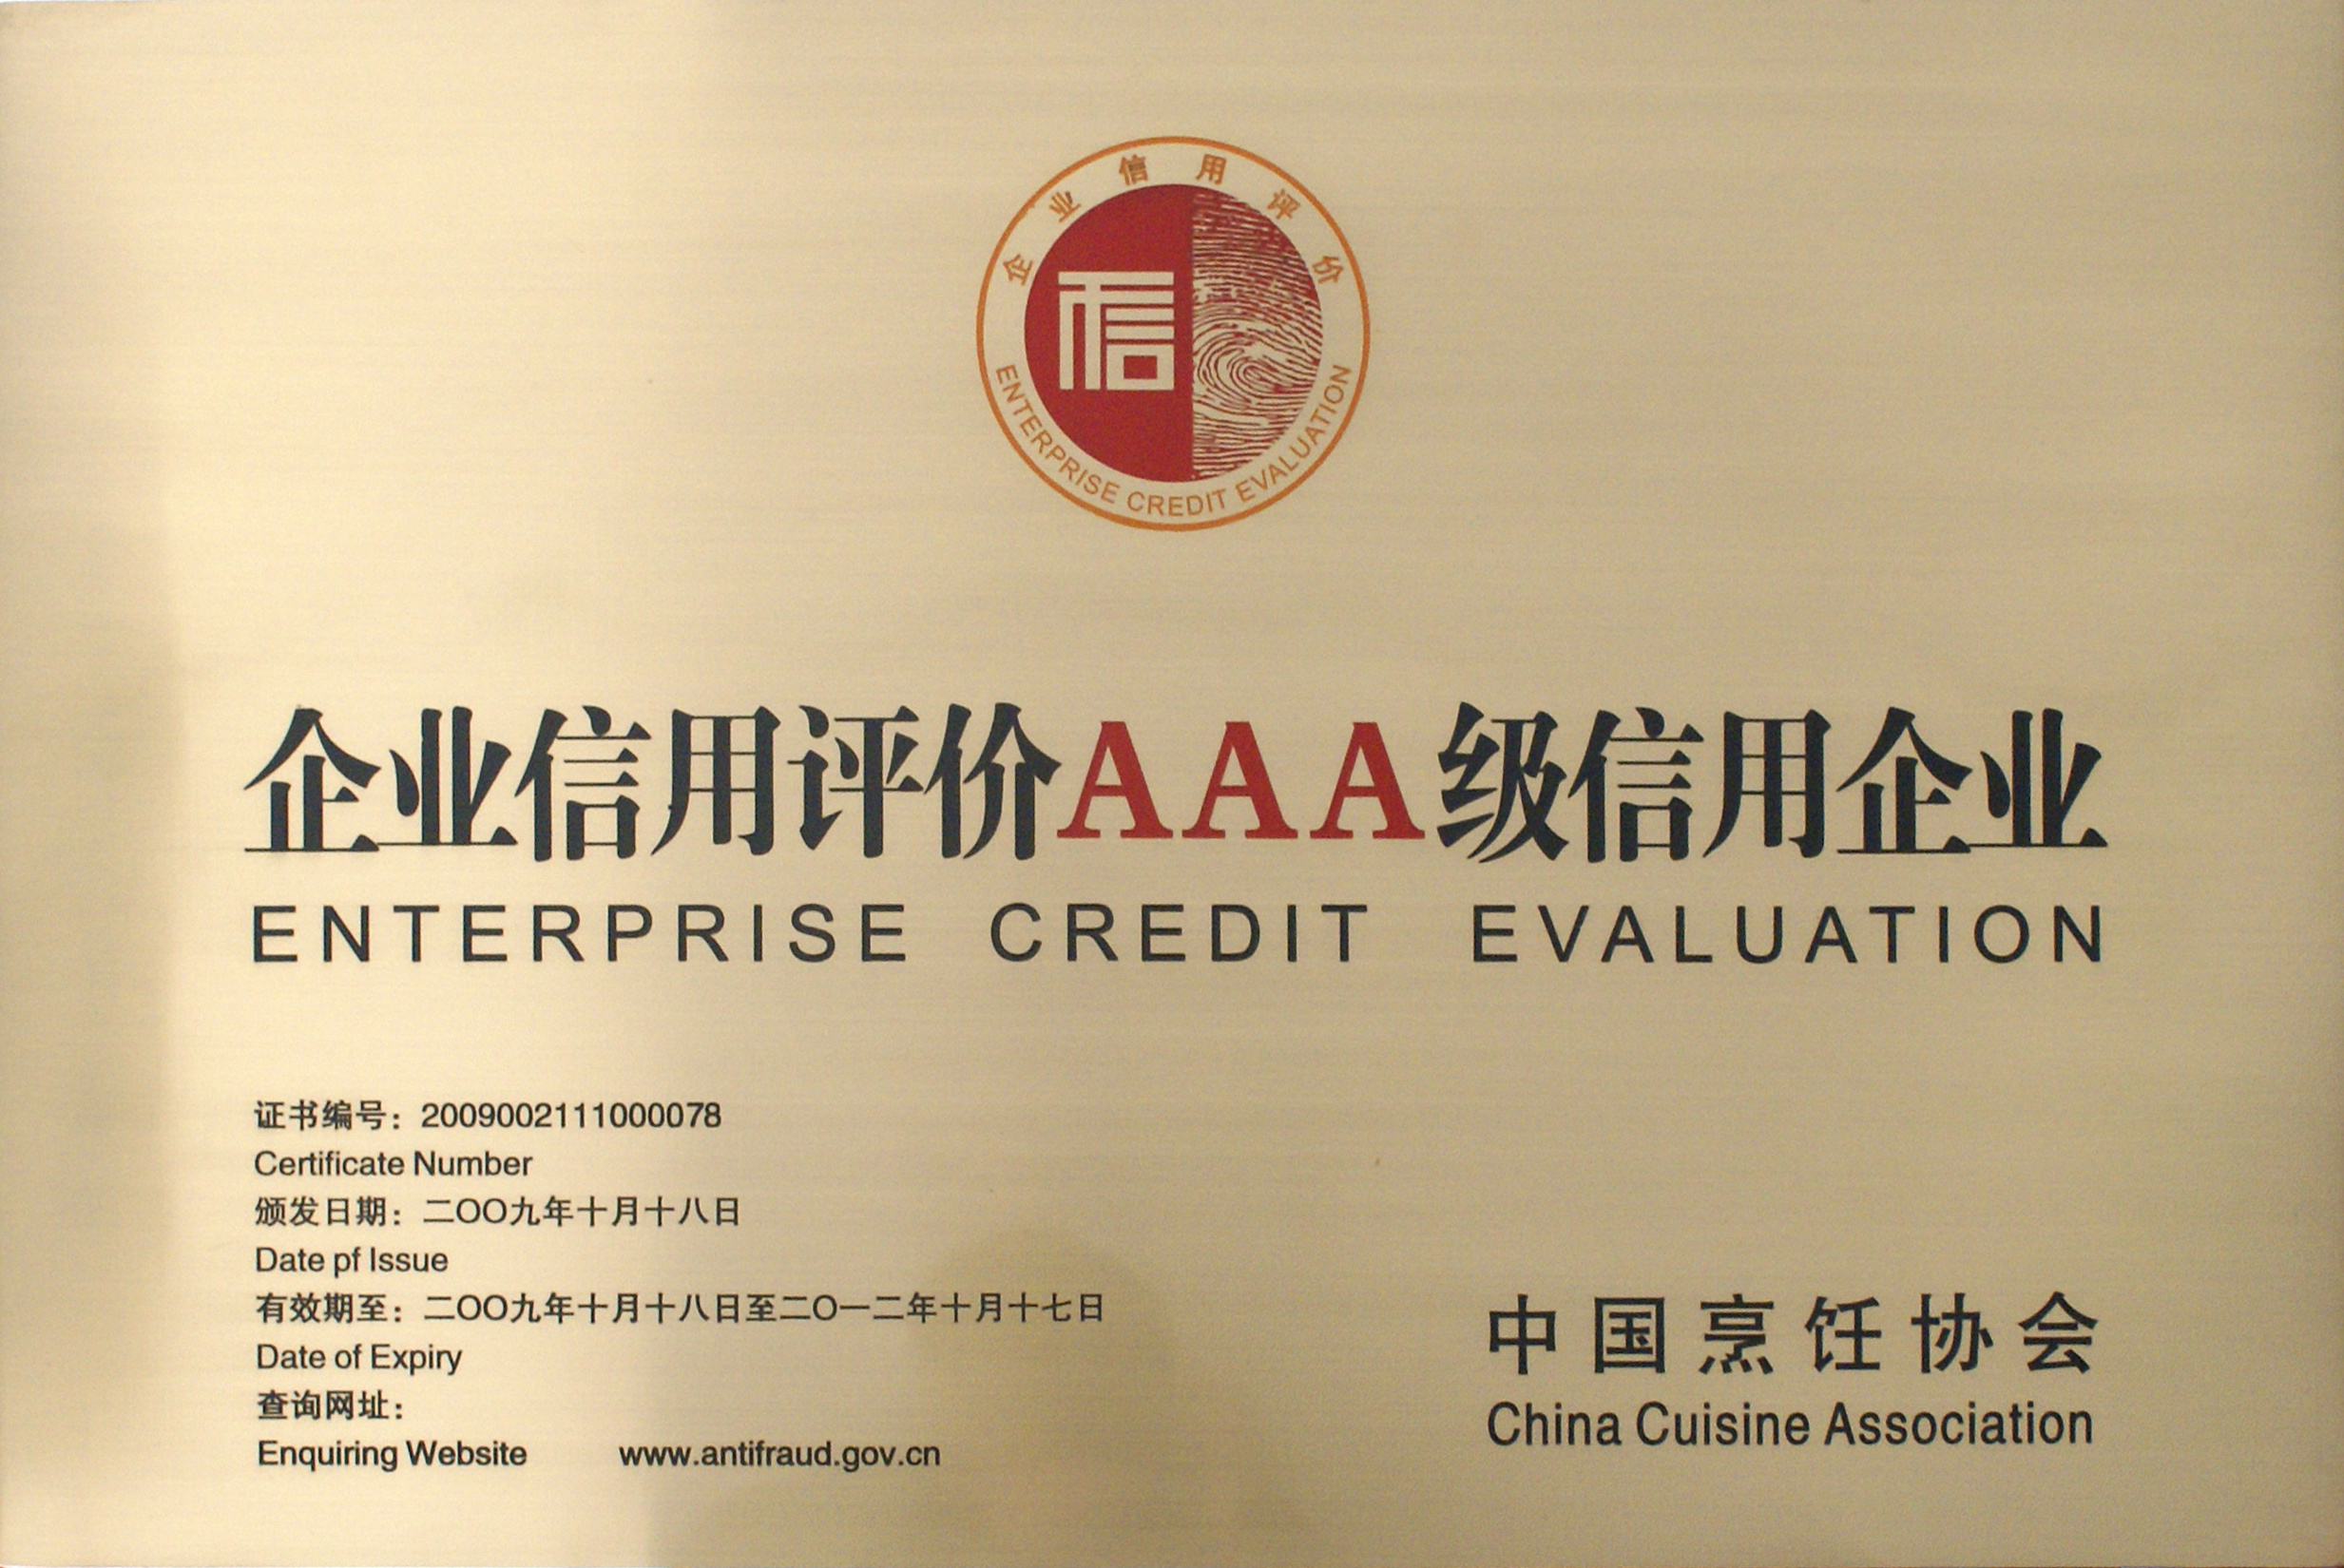 企业信用评价
信
ENTERPRISE CREDIT EVALUATION
企业信用评价AAA级信用企业
ENTERPRISE CREDIT EVALUATION
证书编号：2009002111000078
Certificate Number
颁发日期：二OO九年十月十八日
Date pf Issue
有效期至：二OO九年十月十八日至二O一二年十月十七日
Date of Expiry
查询网址：
Enquiring Website www.antifraud.gov.cn
中国烹饪协会
China Cuisine Association